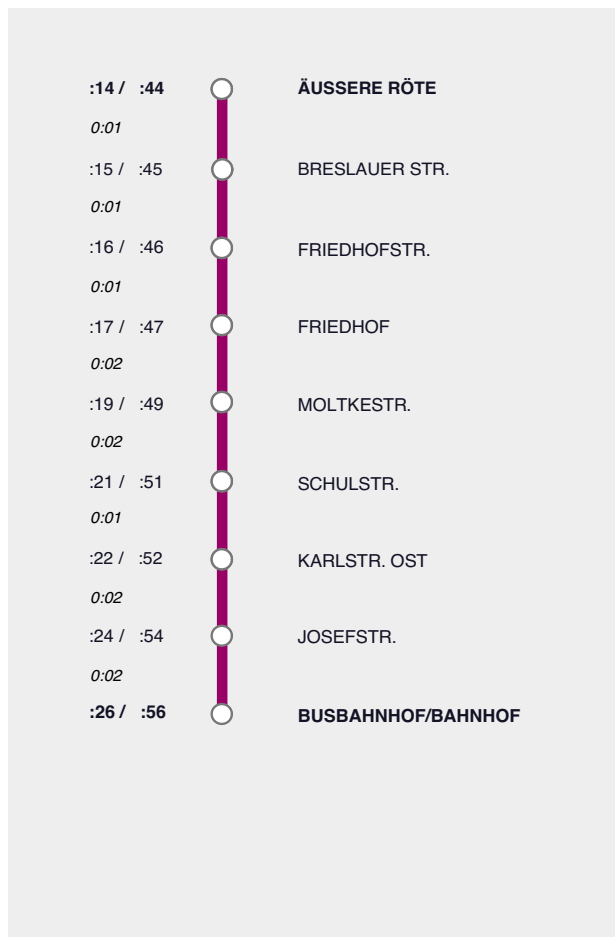 :14 / :44 ÄUSSERE RÖTE
0:01
:15 / :45 BRESLAUER STR.
0:01
:16 / :46 FRIEDHOFSTR.
0:01
:17 / :47 FRIEDHOF
0:02
:19 / :49 MOLTKESTR.
0:02
:21 / :51 SCHULSTR.
0:01
:22 / :52 KARLSTR. OST
0:02
:24 / :54 JOSEFSTR.
0:02
:26 / :56 BUSBAHNHOF/BAHNHOF